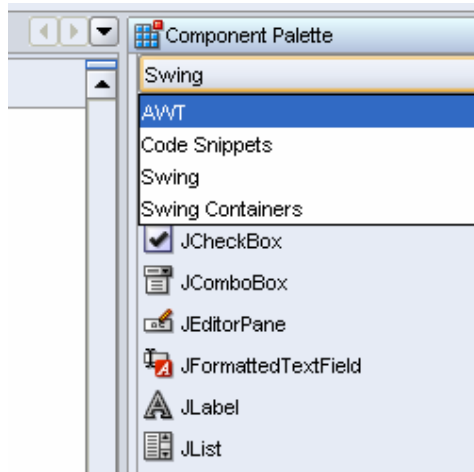 Component Palette
Swing
AWT
Code Snippets
Swing
Swing Containers
JCheckBox
JComboBox
JEditorPane
JFormattedTextField
JLabel
JList